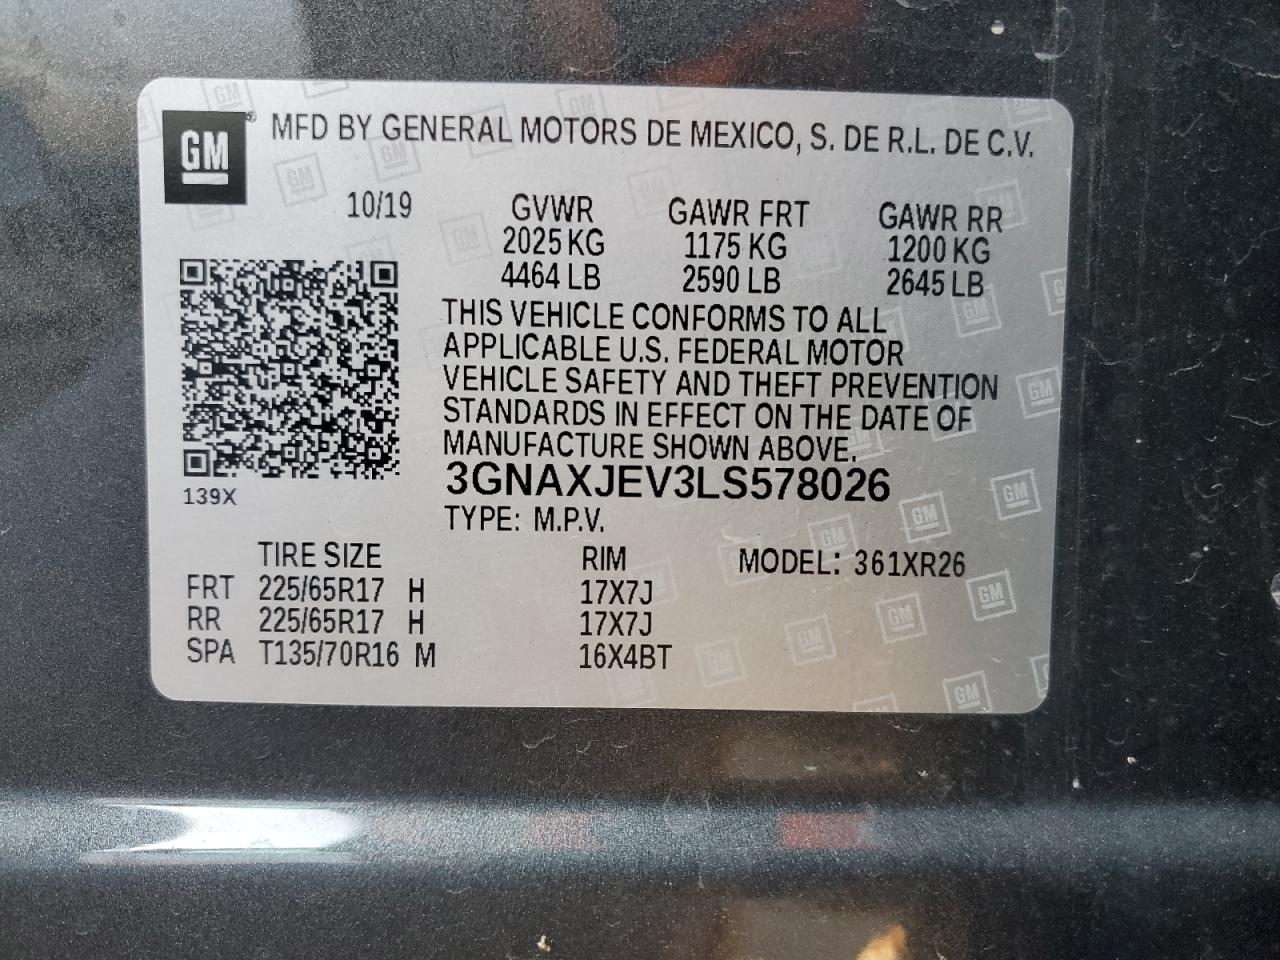 GM® MFD BY GENERAL MOTORS DE MEXICO, S. DE R.L. DE C.V.
10/19 GVWR GAWR FRT GAWR RR
2025 KG 1175 KG 1200 KG
4464 LB 2590 LB 2645 LB
THIS VEHICLE CONFORMS TO ALL
APPLICABLE U.S. FEDERAL MOTOR
VEHICLE SAFETY AND THEFT PREVENTION
STANDARDS IN EFFECT ON THE DATE OF
MANUFACTURE SHOWN ABOVE.
3GNAXJEV3LS578026
139X
TYPE: M.P.V.
TIRE SIZE RIM MODEL: 361XR26
FRT 225/65R17 H 17X7J
RR 225/65R17 H 17X7J
SPA T135/70R16 M 16X4BT